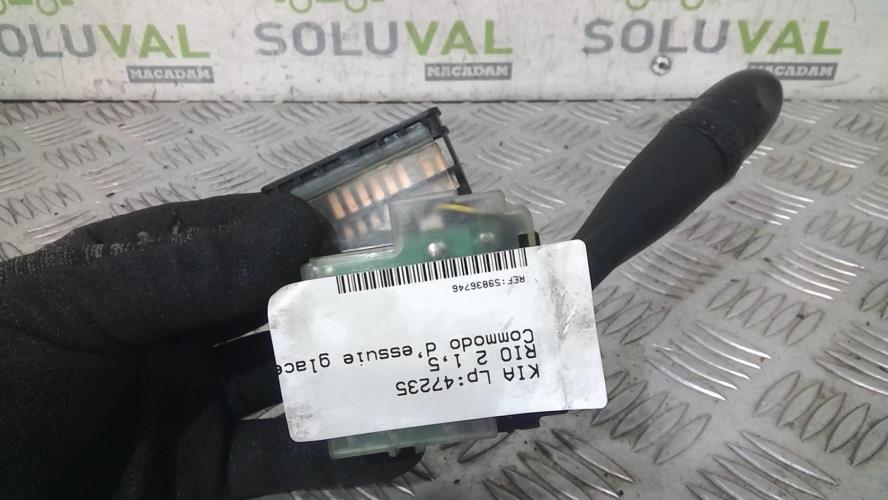 SOLUVAL SOLUVAL SOLUVAL
MACADAM MACADAM MACADAM
KIA Lp:47235
RIO 2 1,5
Commodo d'essuie glace
REF:59836746